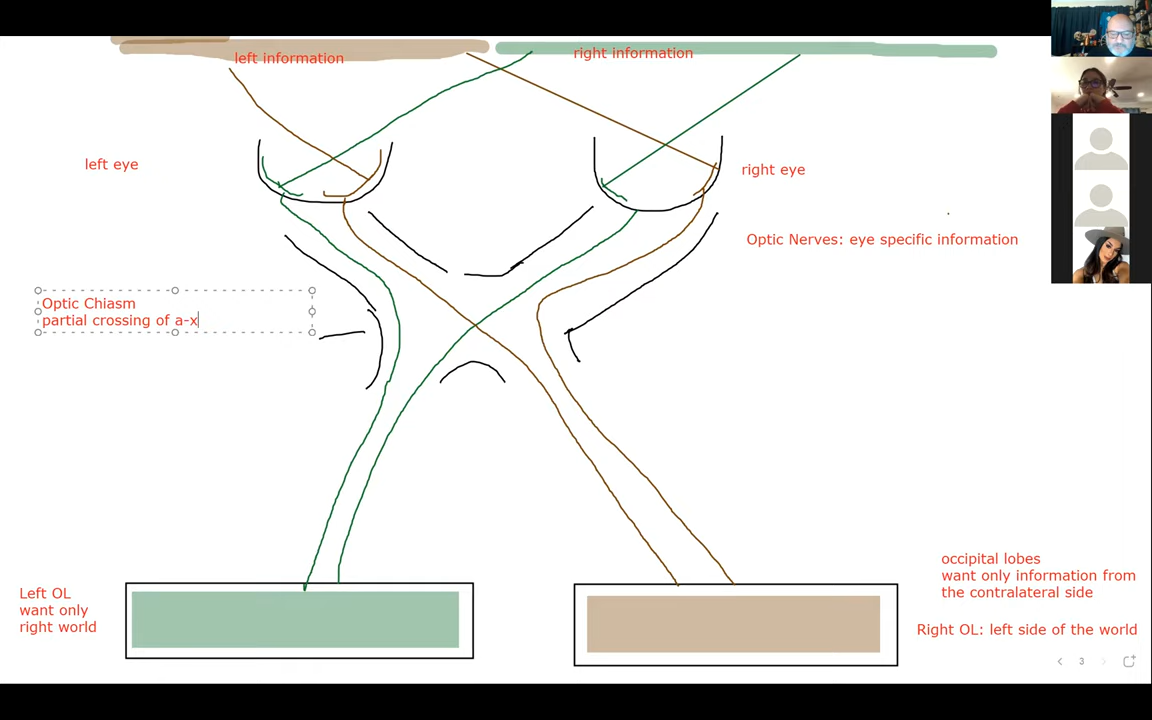 left information
right information
left eye
right eye
Optic Nerves: eye specific information
Optic Chiasm
partial crossing of a-x
Left OL
want only
right world
occipital lobes
want only information from
the contralateral side
Right OL: left side of the world
3